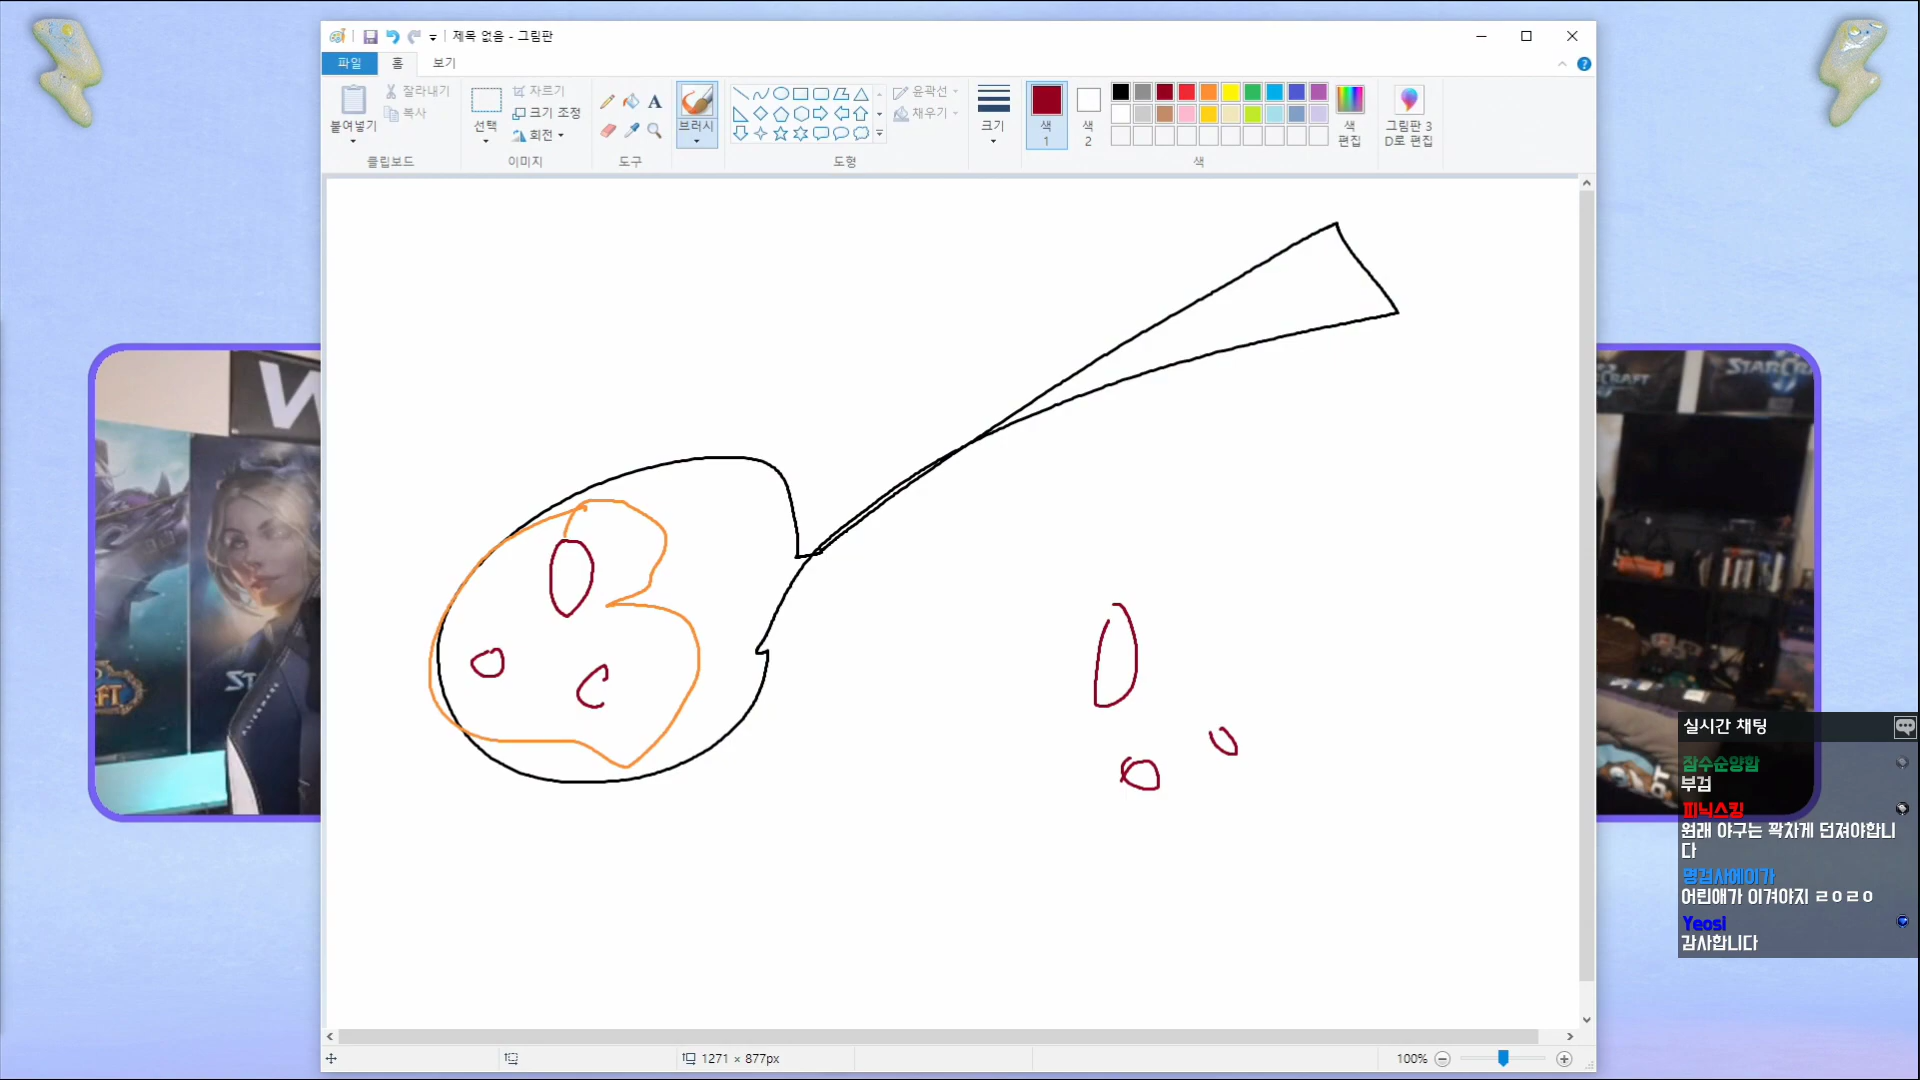 제목 없음 - 그림판
파일 홈 보기
붙여넣기
잘라내기
복사
클립보드
선택
자르기
크기 조정
회전
이미지
A
도구
브러시
윤곽선
채우기
도형
크기
색
1
색
2
색
편집
색
그림판 3
D로 편집
W
STARCRAFT
실시간 채팅
잠수순양함
부검
피닉스킹
원래 야구는 꽉차게 던져야합니
다
명검사에이가
어린애가 이겨야지 ㄹㅇㄹㅇ
Yeosi
감사합니다
1271 × 877px
100%